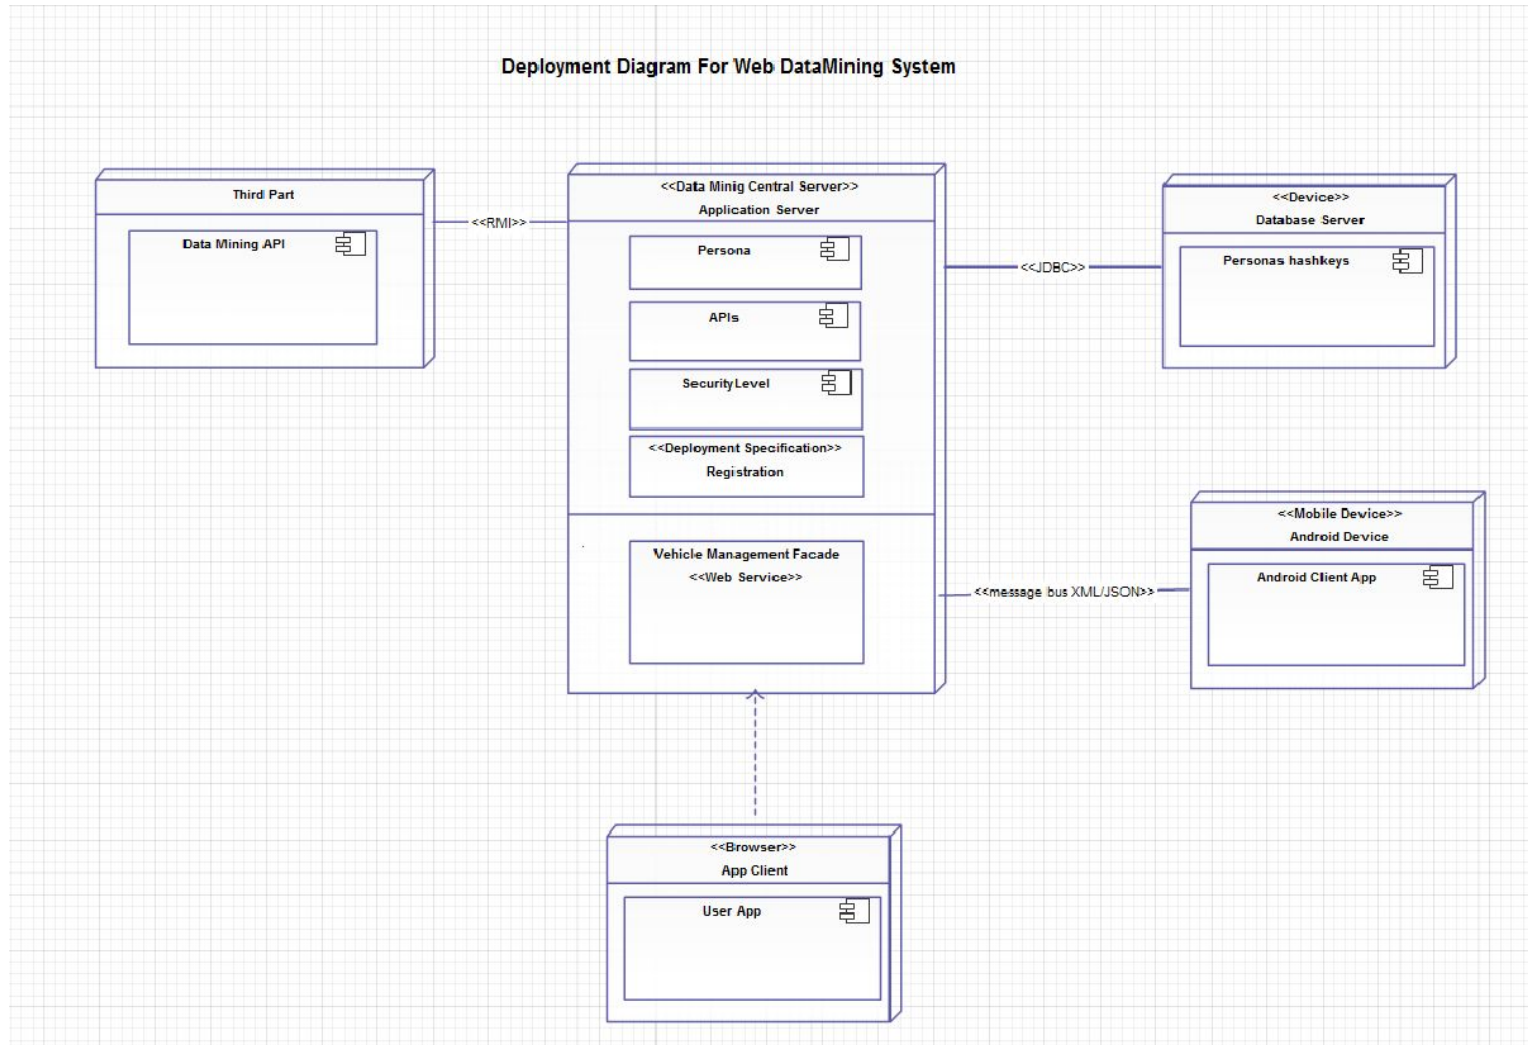 Deployment Diagram For Web DataMining System
Third Part
Data Mining API
<<RMI>>
<<Data Minig Central Server>>
Application Server
Persona
APIs
SecurityLevel
<<Deployment Specification>>
Registration
Vehicle Management Facade
<<Web Service>>
<<JDBC>>
<<Device>>
Database Server
Personas hashkeys
<<message bus XML/JSON>>
<<Mobile Device>>
Android Device
Android Client App
<<Browser>>
App Client
User App